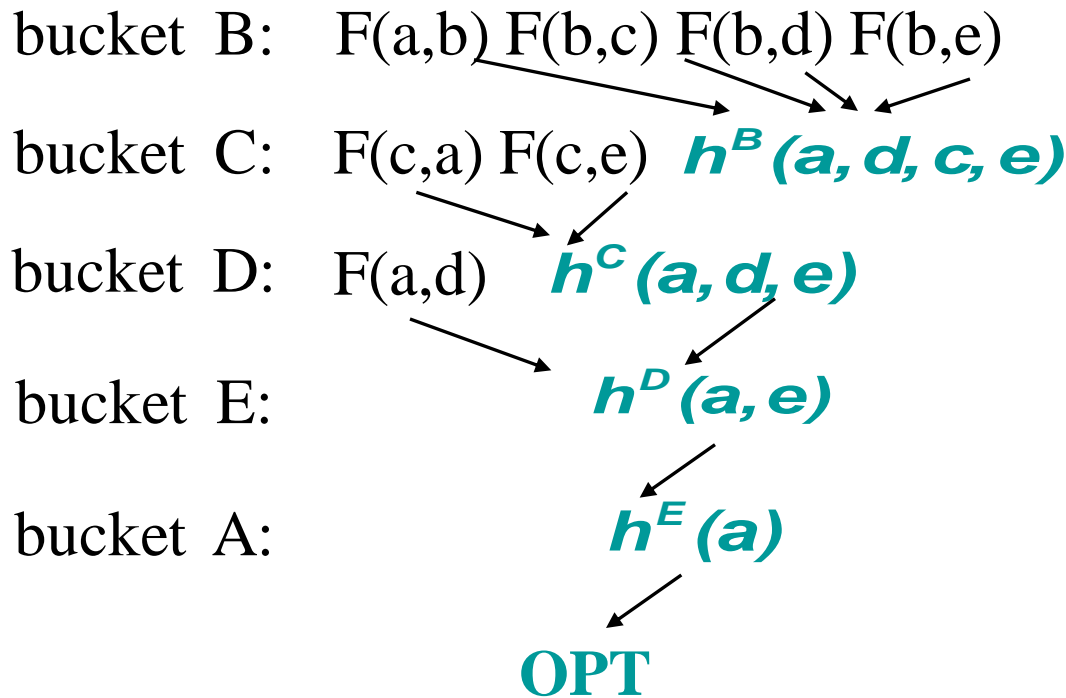 bucket B: F(a,b) F(b,c) F(b,d) F(b,e)
bucket C: F(c,a) F(c,e) h^B (a, d, c, e)
bucket D: F(a,d) h^C (a, d, e)
bucket E: h^D (a, e)
bucket A: h^E (a)
OPT